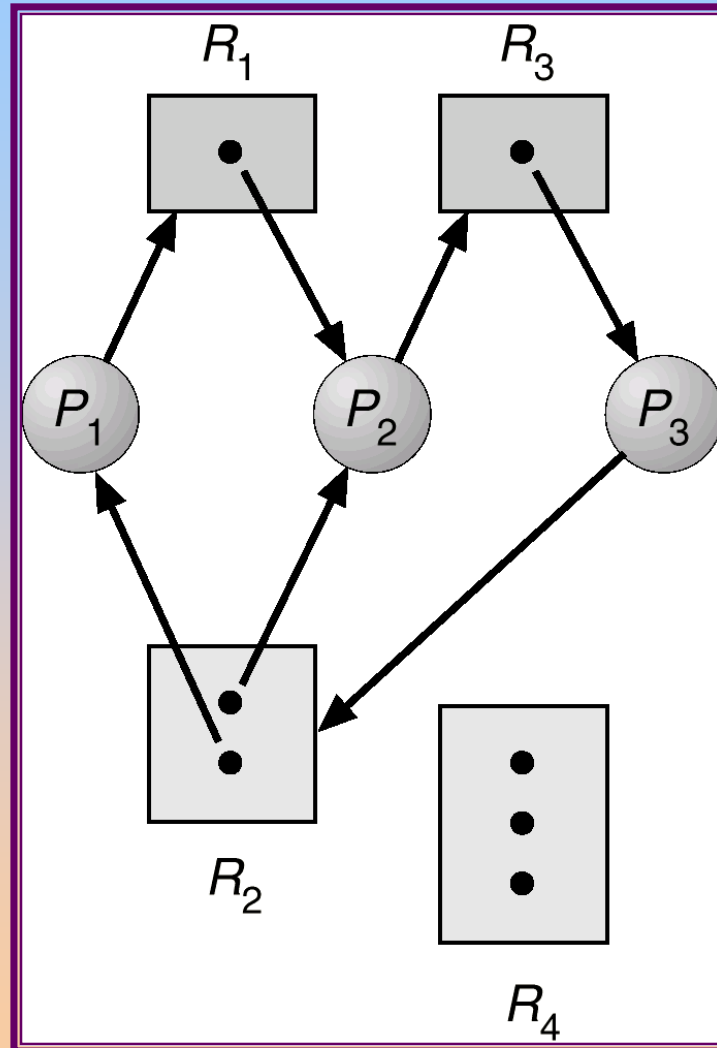 R₁ R₃
P₁ P₂ P₃
R₂
R₄